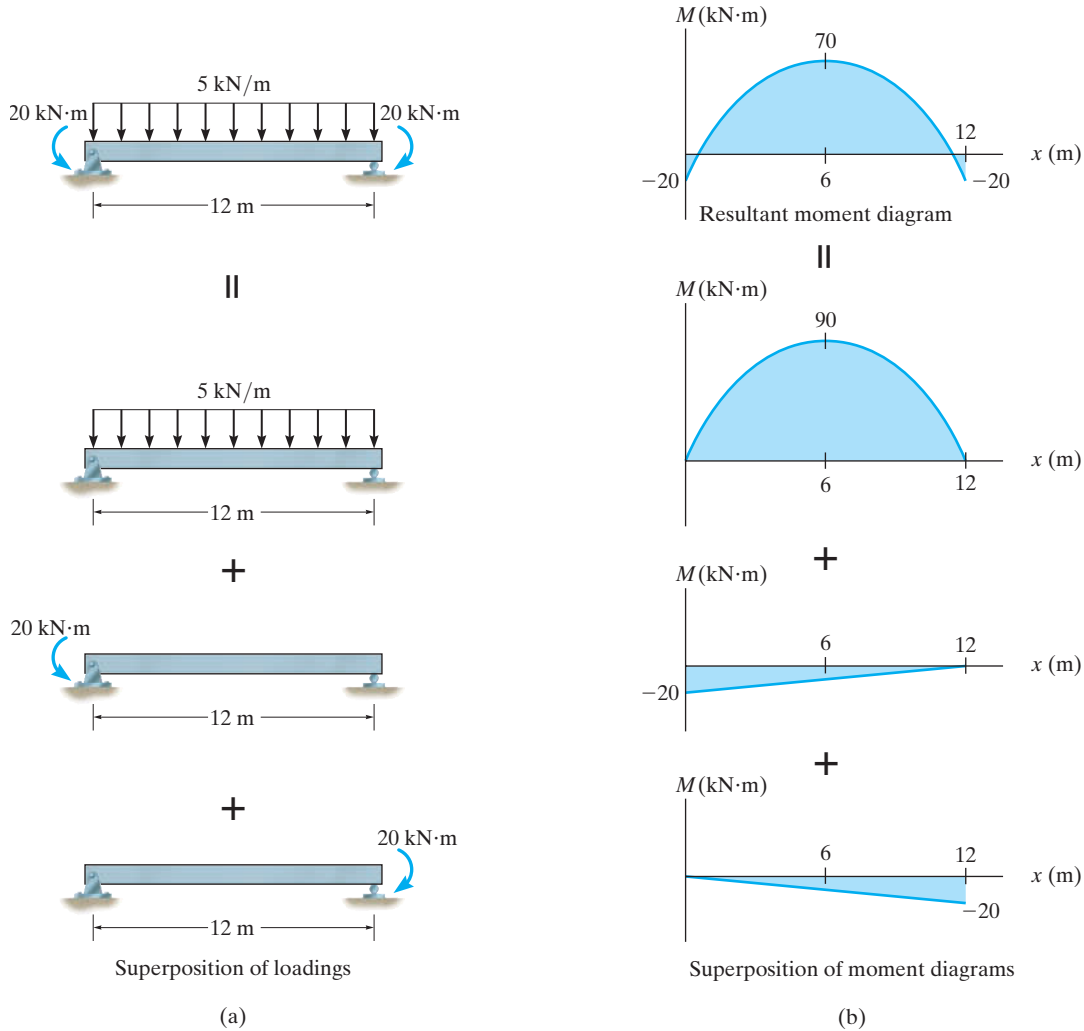 5 kN/m
20 kN·m
20 kN·m
12 m
=
5 kN/m
12 m
+
20 kN·m
12 m
+
20 kN·m
12 m
Superposition of loadings
(a)
M (kN·m)
70
12
x (m)
−20
6
−20
Resultant moment diagram
=
M (kN·m)
90
x (m)
6
12
+
M (kN·m)
6
12
x (m)
−20
+
M (kN·m)
6
12
x (m)
−20
Superposition of moment diagrams
(b)